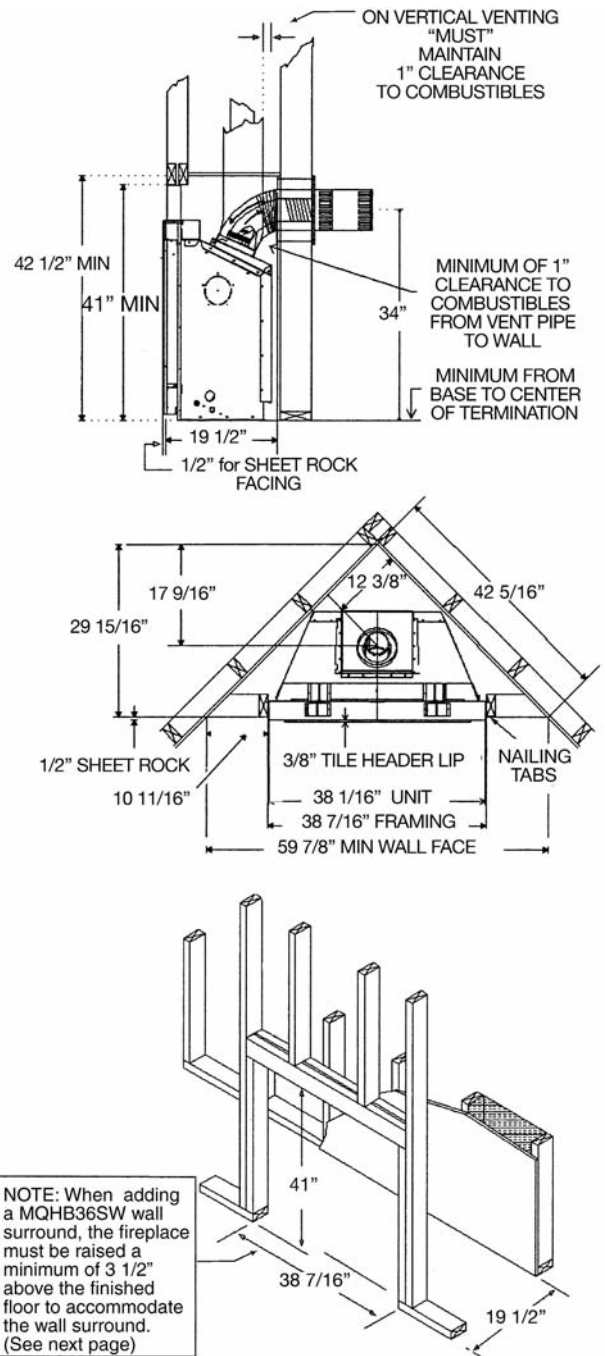 ON VERTICAL VENTING
“MUST”
MAINTAIN
1” CLEARANCE
TO COMBUSTIBLES
42 1/2” MIN
41” MIN
34”
MINIMUM OF 1”
CLEARANCE TO
COMBUSTIBLES
FROM VENT PIPE
TO WALL
MINIMUM FROM
BASE TO CENTER
OF TERMINATION
19 1/2”
1/2” for SHEET ROCK
FACING
12 3/8”
17 9/16”
42 5/16”
29 15/16”
1/2” SHEET ROCK
3/8” TILE HEADER LIP
NAILING
TABS
10 11/16”
38 1/16” UNIT
38 7/16” FRAMING
59 7/8” MIN WALL FACE
41”
38 7/16”
19 1/2”
NOTE: When adding
a MQHB36SW wall
surround, the fireplace
must be raised a
minimum of 3 1/2”
above the finished
floor to accommodate
the wall surround.
(See next page)